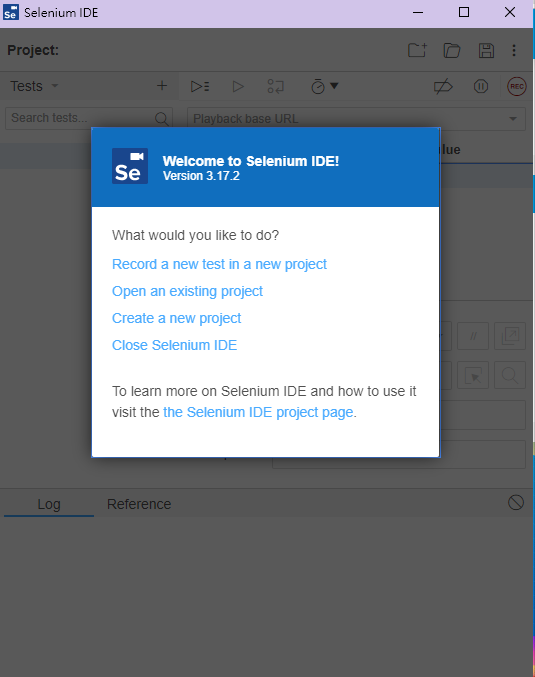 Se Selenium IDE
Project:
Tests
REC
Search tests...
Playback base URL
lue
Se
Welcome to Selenium IDE!
Version 3.17.2
What would you like to do?
Record a new test in a new project
Open an existing project
Create a new project
Close Selenium IDE
//
To learn more on Selenium IDE and how to use it
visit the the Selenium IDE project page.
Log Reference